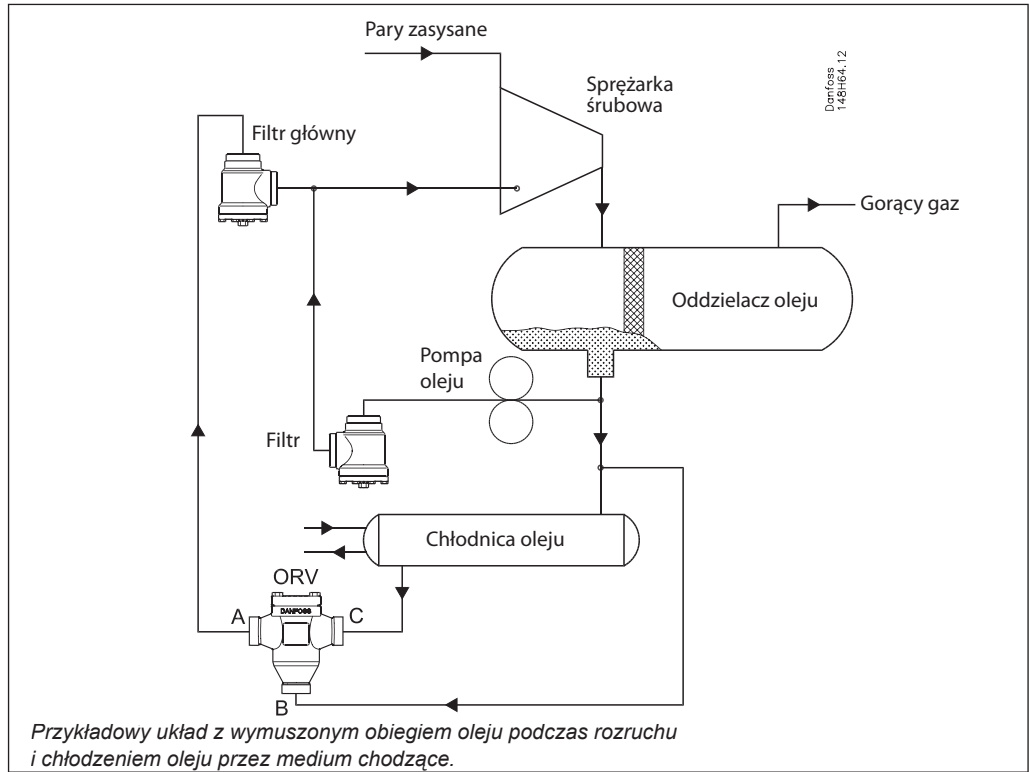 Pary zasysane
Sprężarka
śrubowa
Danfoss
148H64.12
Filtr główny
Gorący gaz
Oddzielacz oleju
Pompa
oleju
Filtr
Chłodnica oleju
ORV
A
DANFOSS
C
B
Przykładowy układ z wymuszonym obiegiem oleju podczas rozruchu
i chłodzeniem oleju przez medium chodzące.